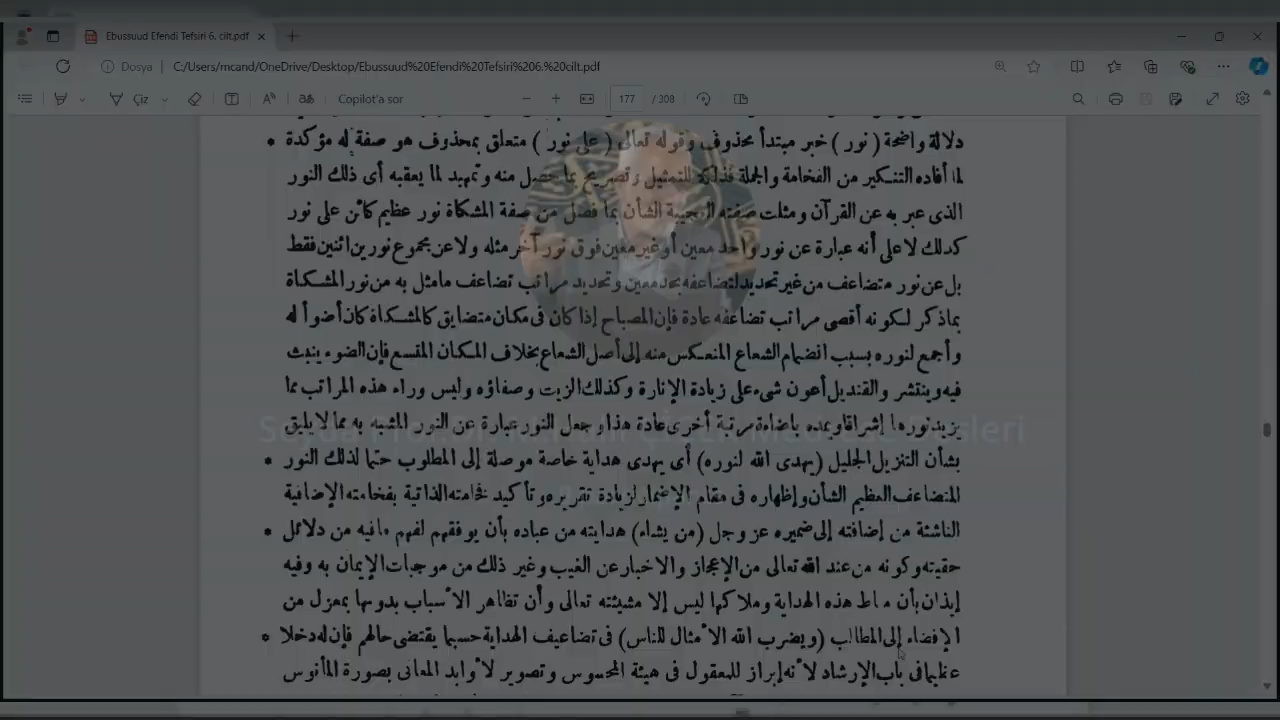 Ebussuud Efendi Tefsiri 6. cilt.pdf
Dosya C:/Users/mcand/OneDrive/Desktop/Ebussuud%20Efendi%20Tefsiri%206.%20cilt.pdf
Çiz Copilot'a sor 177 / 308
دلالة واضحة ( نور ) خبر مبتدأ محذوف وقوله تعالى ( على نور ) متعلق بمحذوف هو صفة له مؤكدة
لما أفاده التنكير من الفخامة والجملة فذلكة للتمثيل وتصريح بما حصل منه وتمهيد لما يعقبه أى ذلك النور
الذى عبر به عن القرآن ومثلت صفته العجيبة الشأن بما فصل من صفة المشكاة نور عظيم كائن على نور
كذلك لا على أنه عبارة عن نور واحد معين أو غير معين فوق نور آخر مثله ولا عن مجموع نورين اثنين فقط
بل عن نور متضاعف من غير تحديد لتضاعفه بحد معين وتحديد مراتب تضاعف ما مثل به من نور المشكاة
بما ذكر لكونه أقصى مراتب تضاعفه عادة فإن المصباح إذا كان فى مكان متضايق كالمشكاة كان أضوأ له
وأجمع لنوره بسبب انضمام الشعاع المنعكس منه إلى أصل الشعاع بخلاف المكان المتسع فإن الضوء ينبث
فيه وينتشر والقنديل أعون شىء على زيادة الإنارة وكذلك الزيت وصفاؤه وليس وراء هذه المراتب مما
يزيد نورها إشراقا ويمده بإضاءة مرتبة أخرى عادة هذا وجعل النور عبارة عن النور المشبه به مما لا يليق
بشأن التنزيل الجليل (يهدى الله لنوره) أى يهدى هداية خاصة موصلة إلى المطلوب حتما لذلك النور
المتضاعف العظيم الشأن وإظهاره فى مقام الإضمار لزيادة تقريره وتأكيد فخامته الذاتية بفخامته الإضافية
الناشئة من إضافته إلى ضميره عز وجل (من يشاء) هدايته من عباده بأن يوفقهم لفهم مافيه من دلائل
حقيته وكونه من عند الله تعالى من الإعجاز والاخبار عن الغيب وغير ذلك من موجبات الإيمان به وفيه
إيذان بأن مناط هذه الهداية وملاكها ليس إلا مشيئته تعالى وأن تظاهر الأسباب بدونها بمعزل من
الإفضاء إلى المطالب (ويضرب الله الأمثال للناس) فى تضاعيف الهداية حسبما يقتضى حالهم فإن له دخلا
عظيما فى باب الإرشاد لأنه إبراز للمعقول فى هيئة المحسوس وتصوير لأوابد المعانى بصورة المأنوس